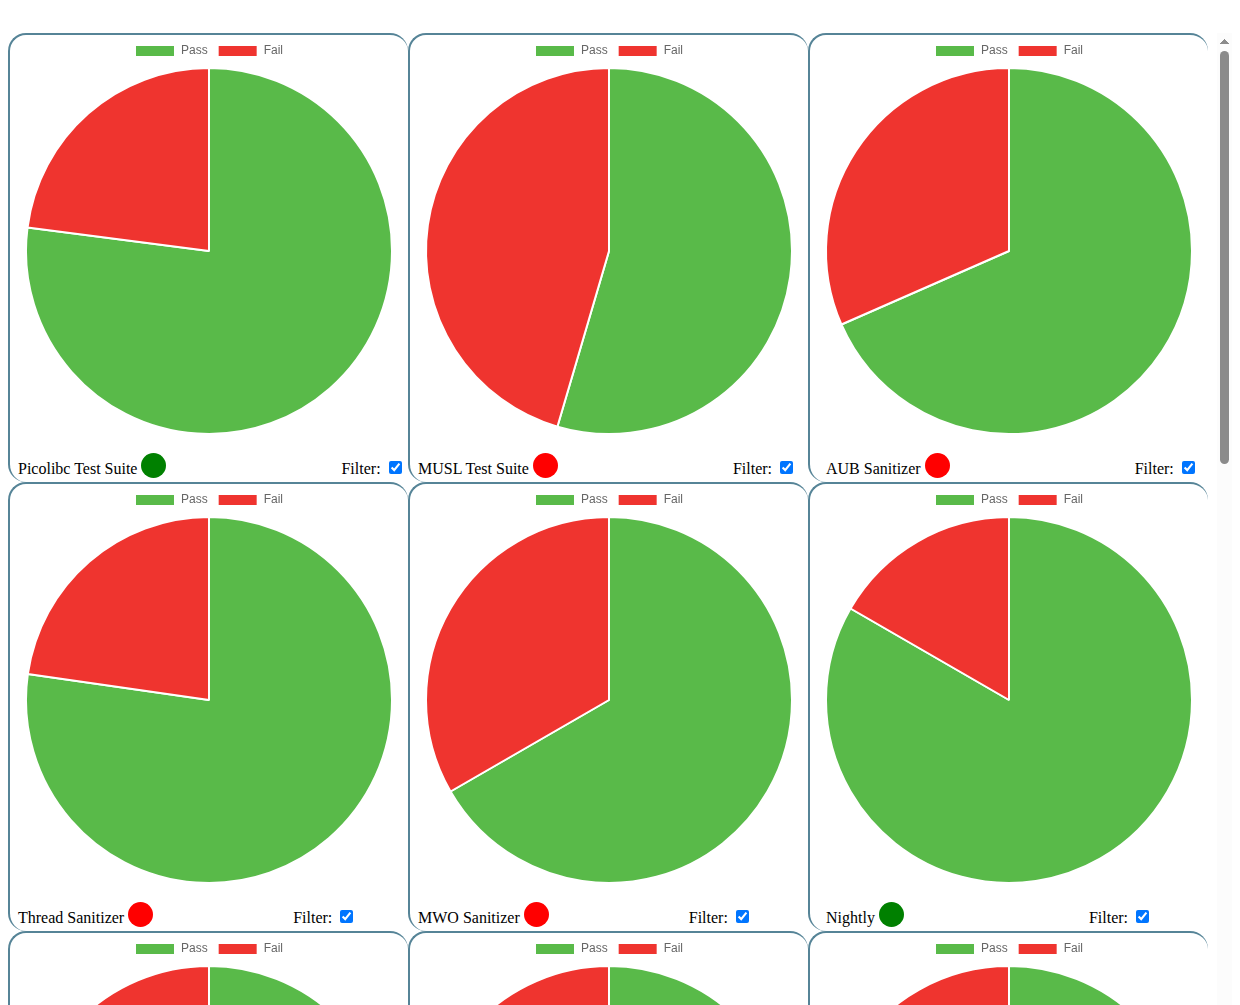 Pass Fail
Pass Fail
Pass Fail
Picolibc Test Suite Filter:
MUSL Test Suite Filter:
AUB Sanitizer Filter:
Pass Fail
Pass Fail
Pass Fail
Thread Sanitizer Filter:
MWO Sanitizer Filter:
Nightly Filter:
Pass Fail
Pass Fail
Pass Fail